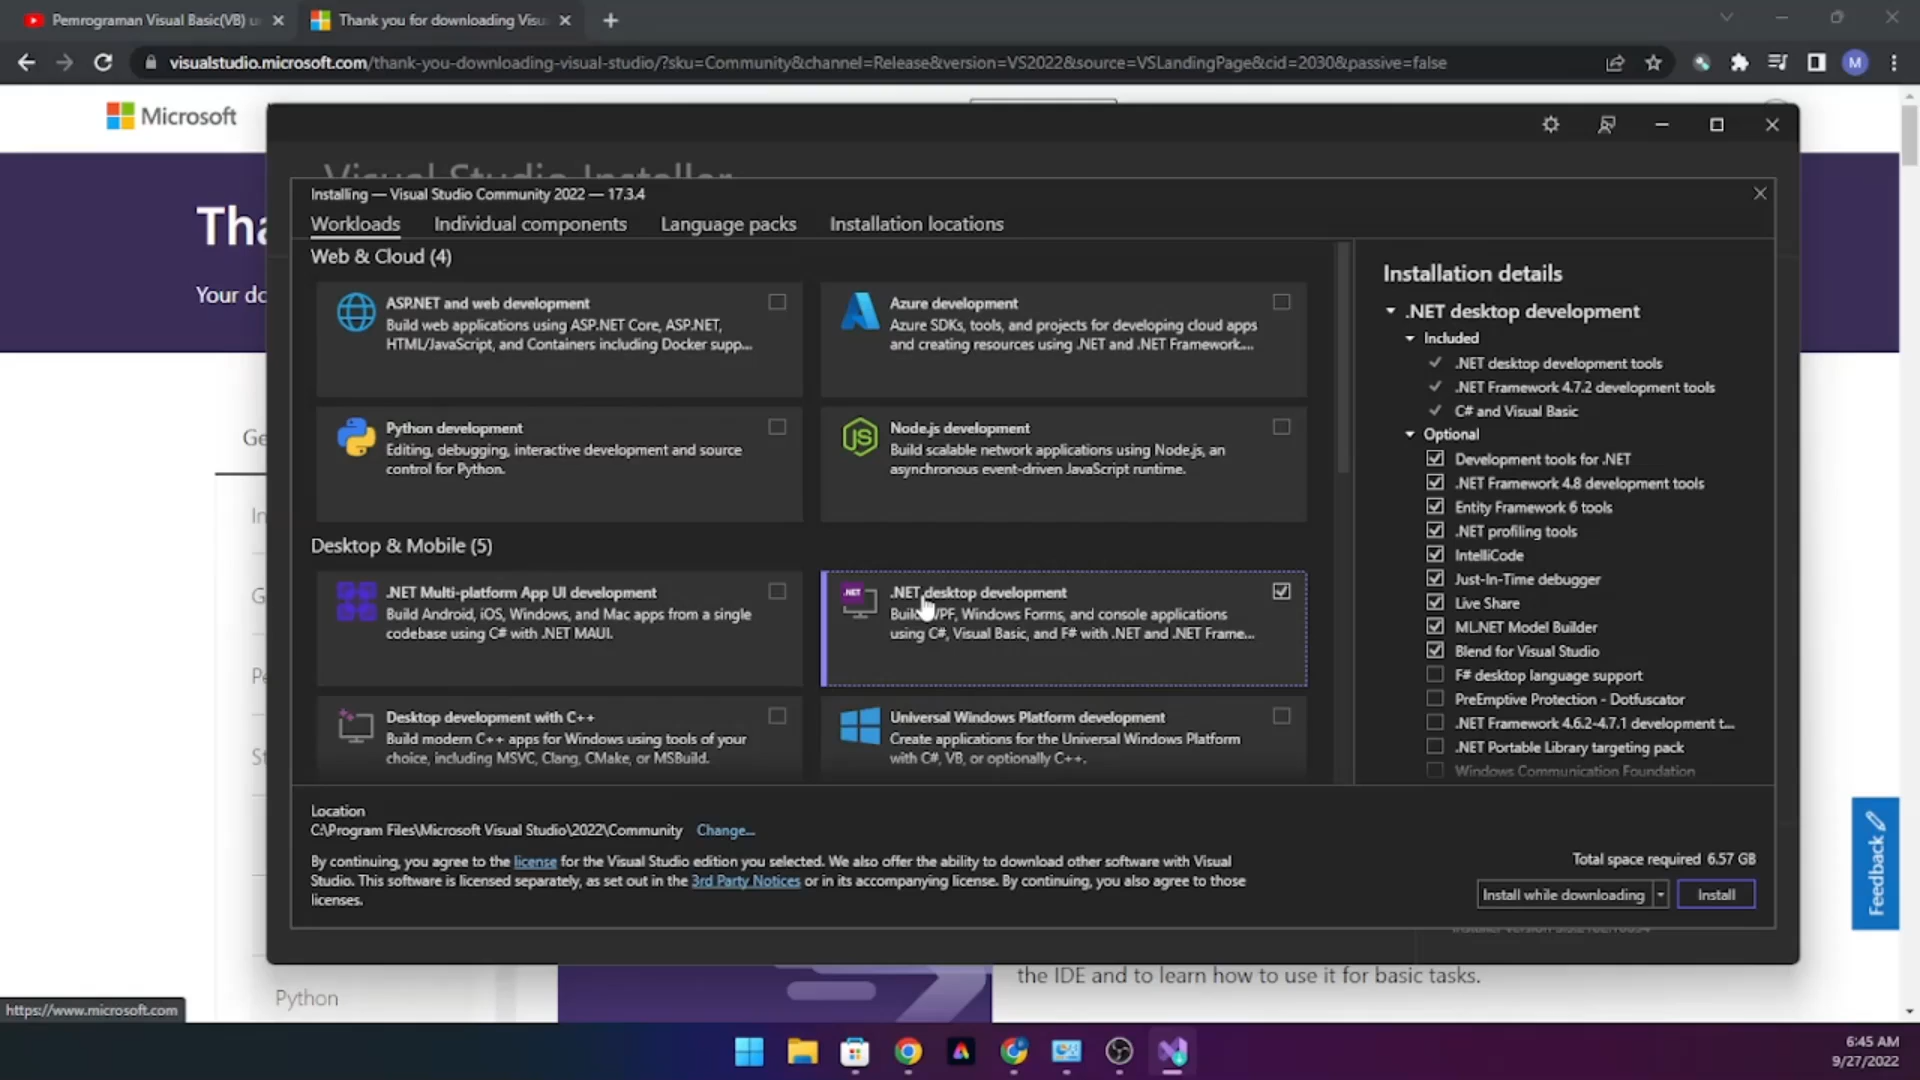 Pemrograman Visual Basic(VB) u
Thank you for downloading Visu
visualstudio.microsoft.com/thank-you-downloading-visual-studio/?sku=Community&channel=Release&version=VS2022&source=VSLandingPage&cid=2030&passive=false
M
Microsoft
Visual Studio Installer
Tha
Your do
Installing — Visual Studio Community 2022 — 17.3.4
Workloads
Individual components
Language packs
Installation locations
Web & Cloud (4)
ASP.NET and web development
Build web applications using ASP.NET Core, ASP.NET,
HTML/JavaScript, and Containers including Docker supp...
Azure development
Azure SDKs, tools, and projects for developing cloud apps
and creating resources using .NET and .NET Framework....
Python development
Editing, debugging, interactive development and source
control for Python.
JS
Node.js development
Build scalable network applications using Node.js, an
asynchronous event-driven JavaScript runtime.
Desktop & Mobile (5)
.NET Multi-platform App UI development
Build Android, iOS, Windows, and Mac apps from a single
codebase using C# with .NET MAUI.
.NET
.NET desktop development
Build WPF, Windows Forms, and console applications
using C#, Visual Basic, and F# with .NET and .NET Frame...
Desktop development with C++
Build modern C++ apps for Windows using tools of your
choice, including MSVC, Clang, CMake, or MSBuild.
Universal Windows Platform development
Create applications for the Universal Windows Platform
with C#, VB, or optionally C++.
Installation details
.NET desktop development
Included
.NET desktop development tools
.NET Framework 4.7.2 development tools
C# and Visual Basic
Optional
Development tools for .NET
.NET Framework 4.8 development tools
Entity Framework 6 tools
.NET profiling tools
IntelliCode
Just-In-Time debugger
Live Share
ML.NET Model Builder
Blend for Visual Studio
F# desktop language support
PreEmptive Protection - Dotfuscator
.NET Framework 4.6.2-4.7.1 development t...
.NET Portable Library targeting pack
Windows Communication Foundation
Location
C:\Program Files\Microsoft Visual Studio\2022\Community
Change...
By continuing, you agree to the license for the Visual Studio edition you selected. We also offer the ability to download other software with Visual
Studio. This software is licensed separately, as set out in the 3rd Party Notices or in its accompanying license. By continuing, you also agree to those
licenses.
Total space required 6.57 GB
Install while downloading
Install
Ge
In
G
Pe
St
Feedback
the IDE and to learn how to use it for basic tasks.
Python
https://www.microsoft.com
6:45 AM
9/27/2022